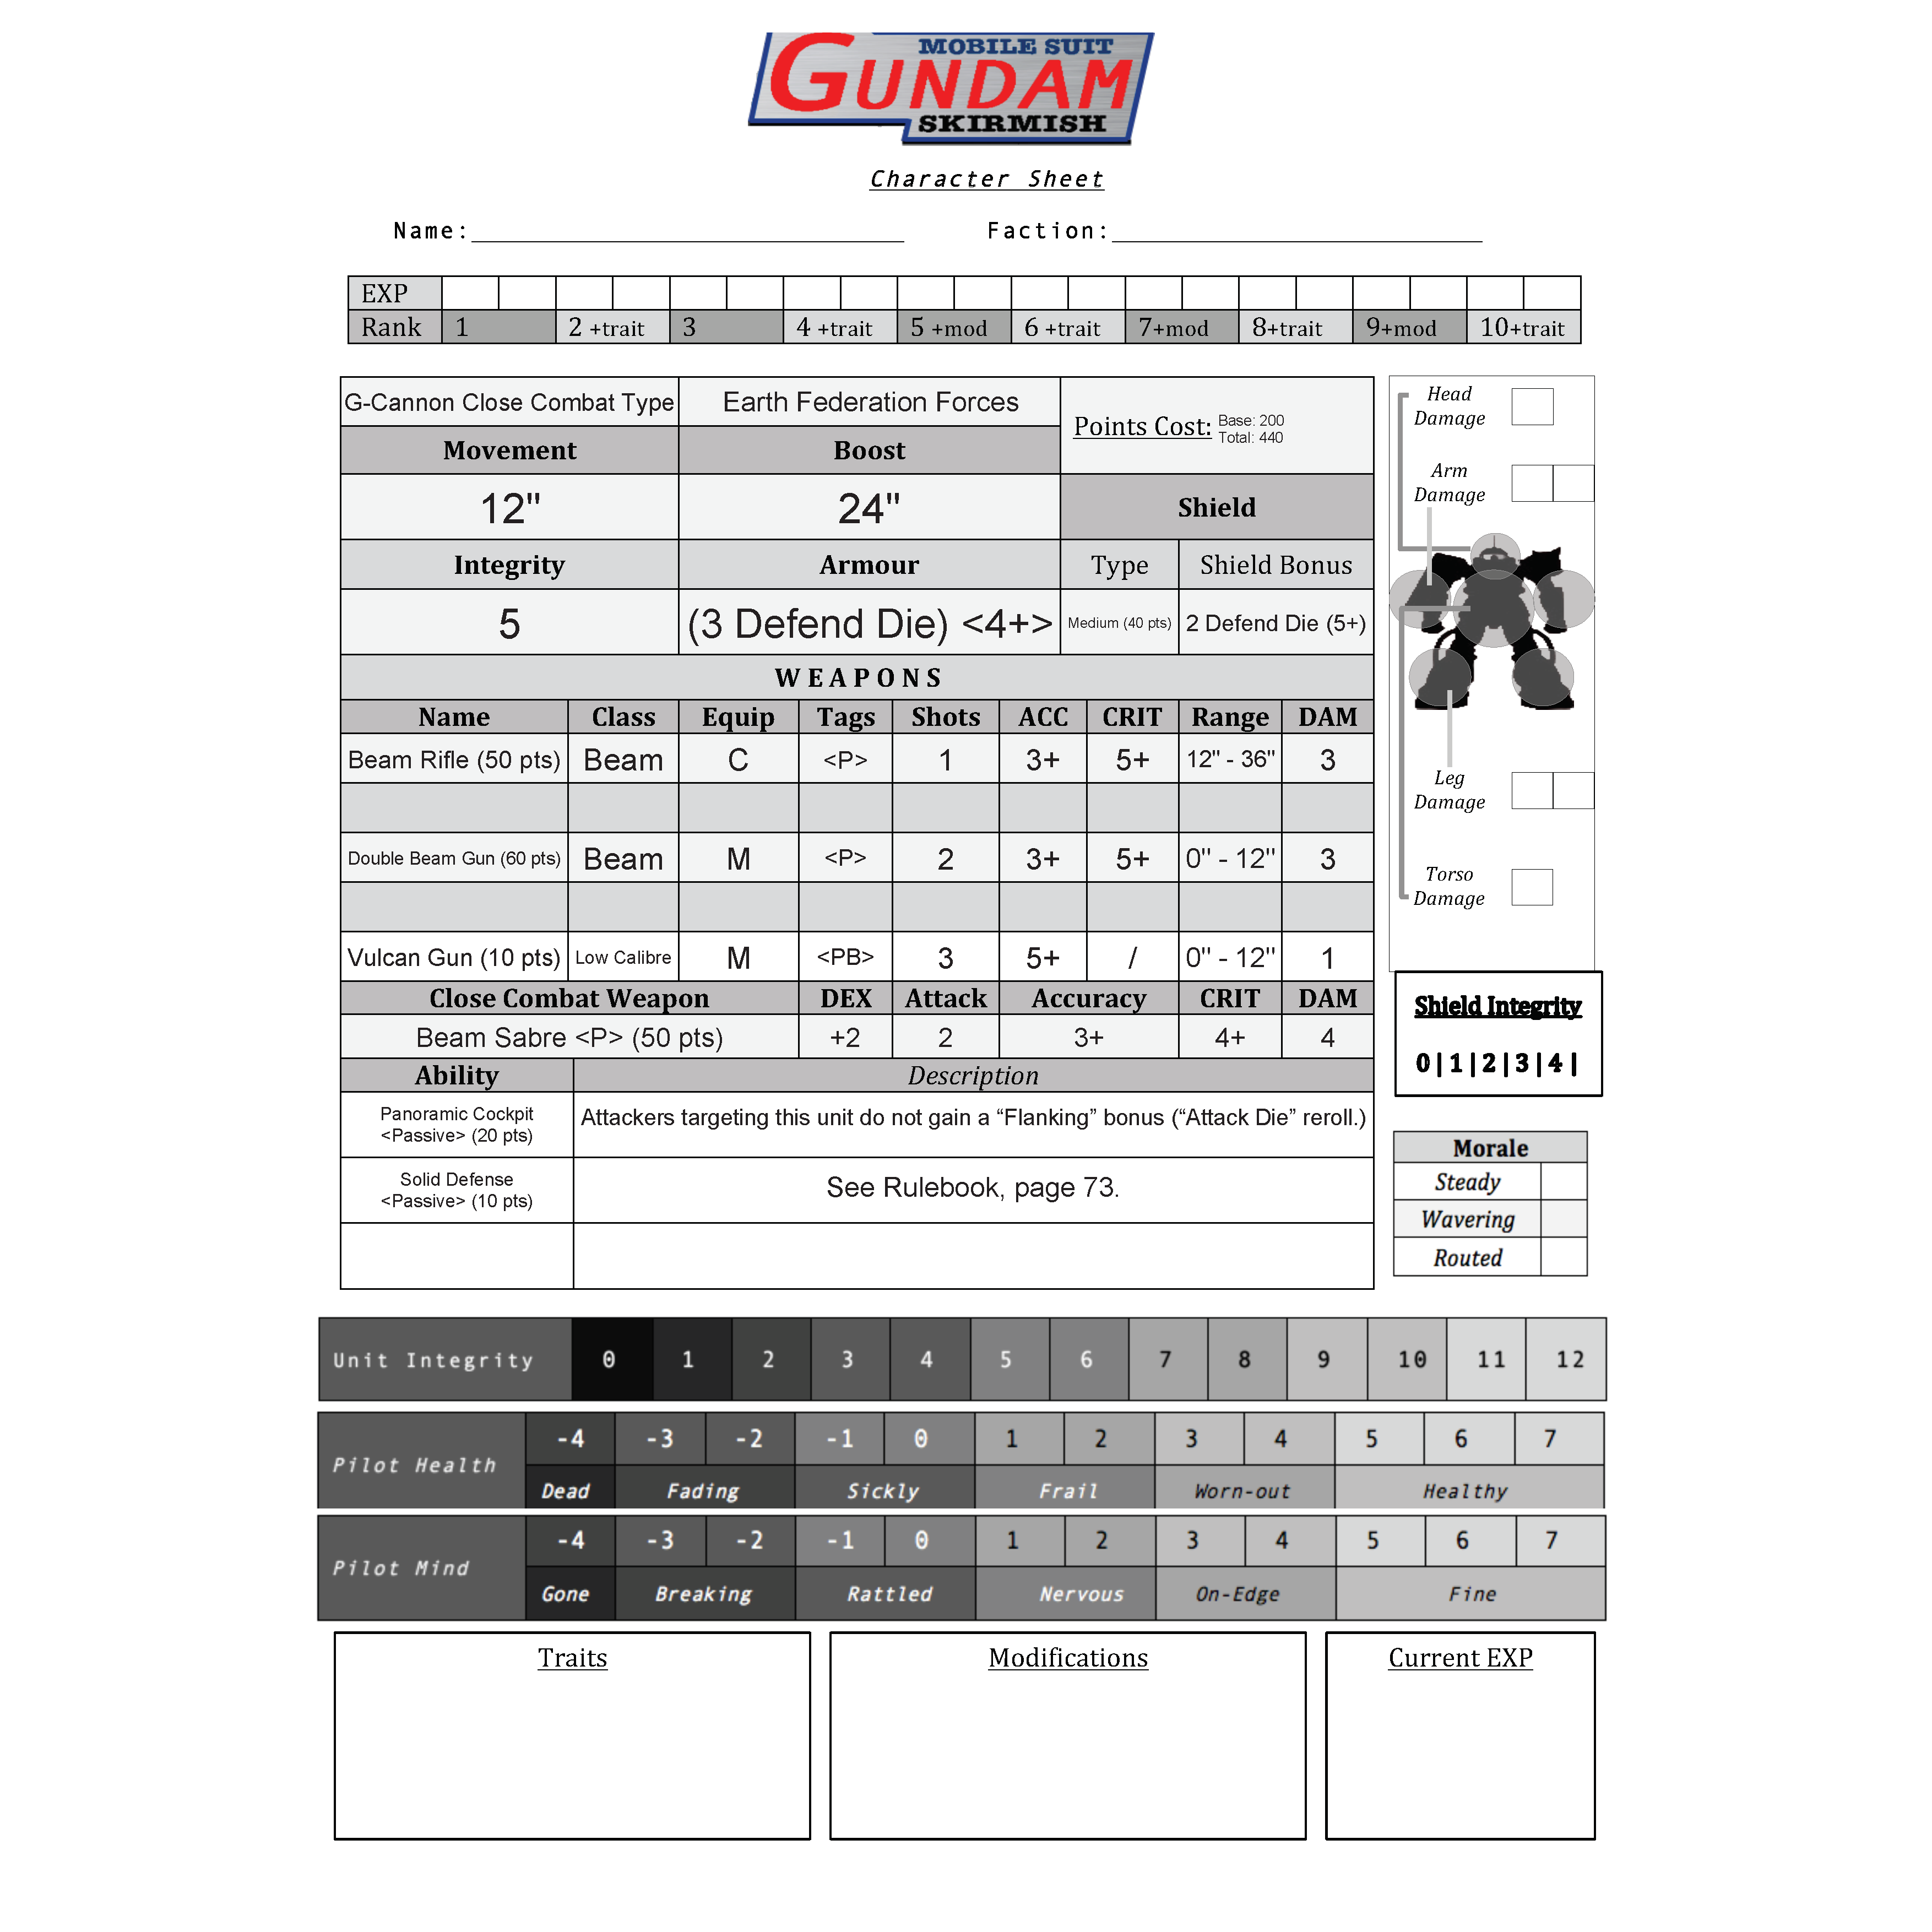 MOBILE SUIT
GUNDAM
SKIRMISH
Character Sheet
Name: Faction:
EXP
Rank 1 2 +trait 3 4 +trait 5 +mod 6 +trait 7+mod 8+trait 9+mod 10+trait
G-Cannon Close Combat Type Earth Federation Forces Points Cost: Base: 200
Total: 440
Movement Boost
12" 24" Shield
Integrity Armour Type Shield Bonus
5 (3 Defend Die) <4+> Medium (40 pts) 2 Defend Die (5+)
WEAPONS
Name Class Equip Tags Shots ACC CRIT Range DAM
Beam Rifle (50 pts) Beam C <P> 1 3+ 5+ 12" - 36" 3
Double Beam Gun (60 pts) Beam M <P> 2 3+ 5+ 0" - 12" 3
Vulcan Gun (10 pts) Low Calibre M <PB> 3 5+ / 0" - 12" 1
Close Combat Weapon DEX Attack Accuracy CRIT DAM
Beam Sabre <P> (50 pts) +2 2 3+ 4+ 4
Ability Description
Panoramic Cockpit
<Passive> (20 pts)
Attackers targeting this unit do not gain a “Flanking” bonus (“Attack Die” reroll.)
Solid Defense
<Passive> (10 pts)
See Rulebook, page 73.
Head
Damage
Arm
Damage
Leg
Damage
Torso
Damage
Shield Integrity
0|1|2|3|4|
Morale
Steady
Wavering
Routed
Unit Integrity 0 1 2 3 4 5 6 7 8 9 10 11 12
Pilot Health
-4 -3 -2 -1 0 1 2 3 4 5 6 7
Dead Fading Sickly Frail Worn-out Healthy
Pilot Mind
-4 -3 -2 -1 0 1 2 3 4 5 6 7
Gone Breaking Rattled Nervous On-Edge Fine
Traits Modifications Current EXP